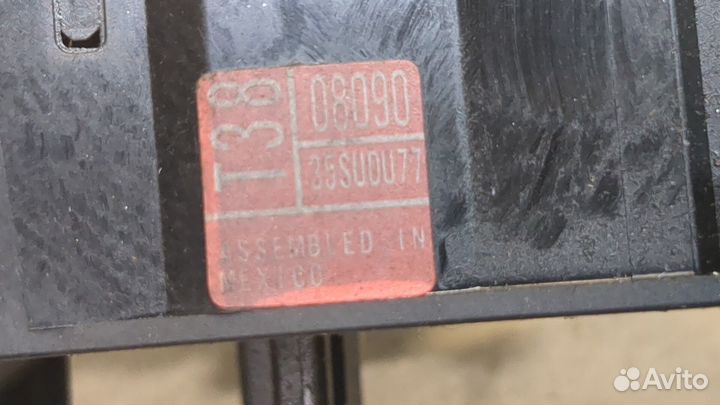 T38
08090
35SUDU77
ASSEMBLED IN
MEXICO
Avito